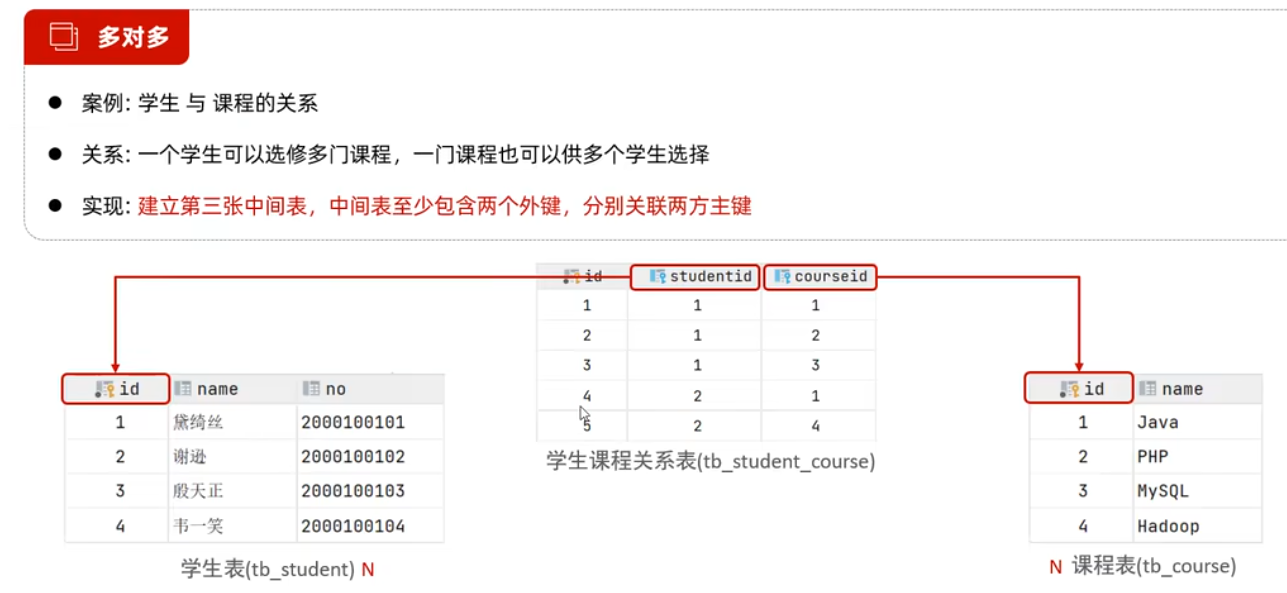 多对多
案例: 学生 与 课程的关系
关系: 一个学生可以选修多门课程，一门课程也可以供多个学生选择
实现: 建立第三张中间表，中间表至少包含两个外键，分别关联两方主键
id studentid courseid
1 1 1
2 1 2
3 1 3
4 2 1
5 2 4
学生课程关系表(tb_student_course)
id name no
1 黛绮丝 2000100101
2 谢逊 2000100102
3 殷天正 2000100103
4 韦一笑 2000100104
学生表(tb_student) N
id name
1 Java
2 PHP
3 MySQL
4 Hadoop
N 课程表(tb_course)